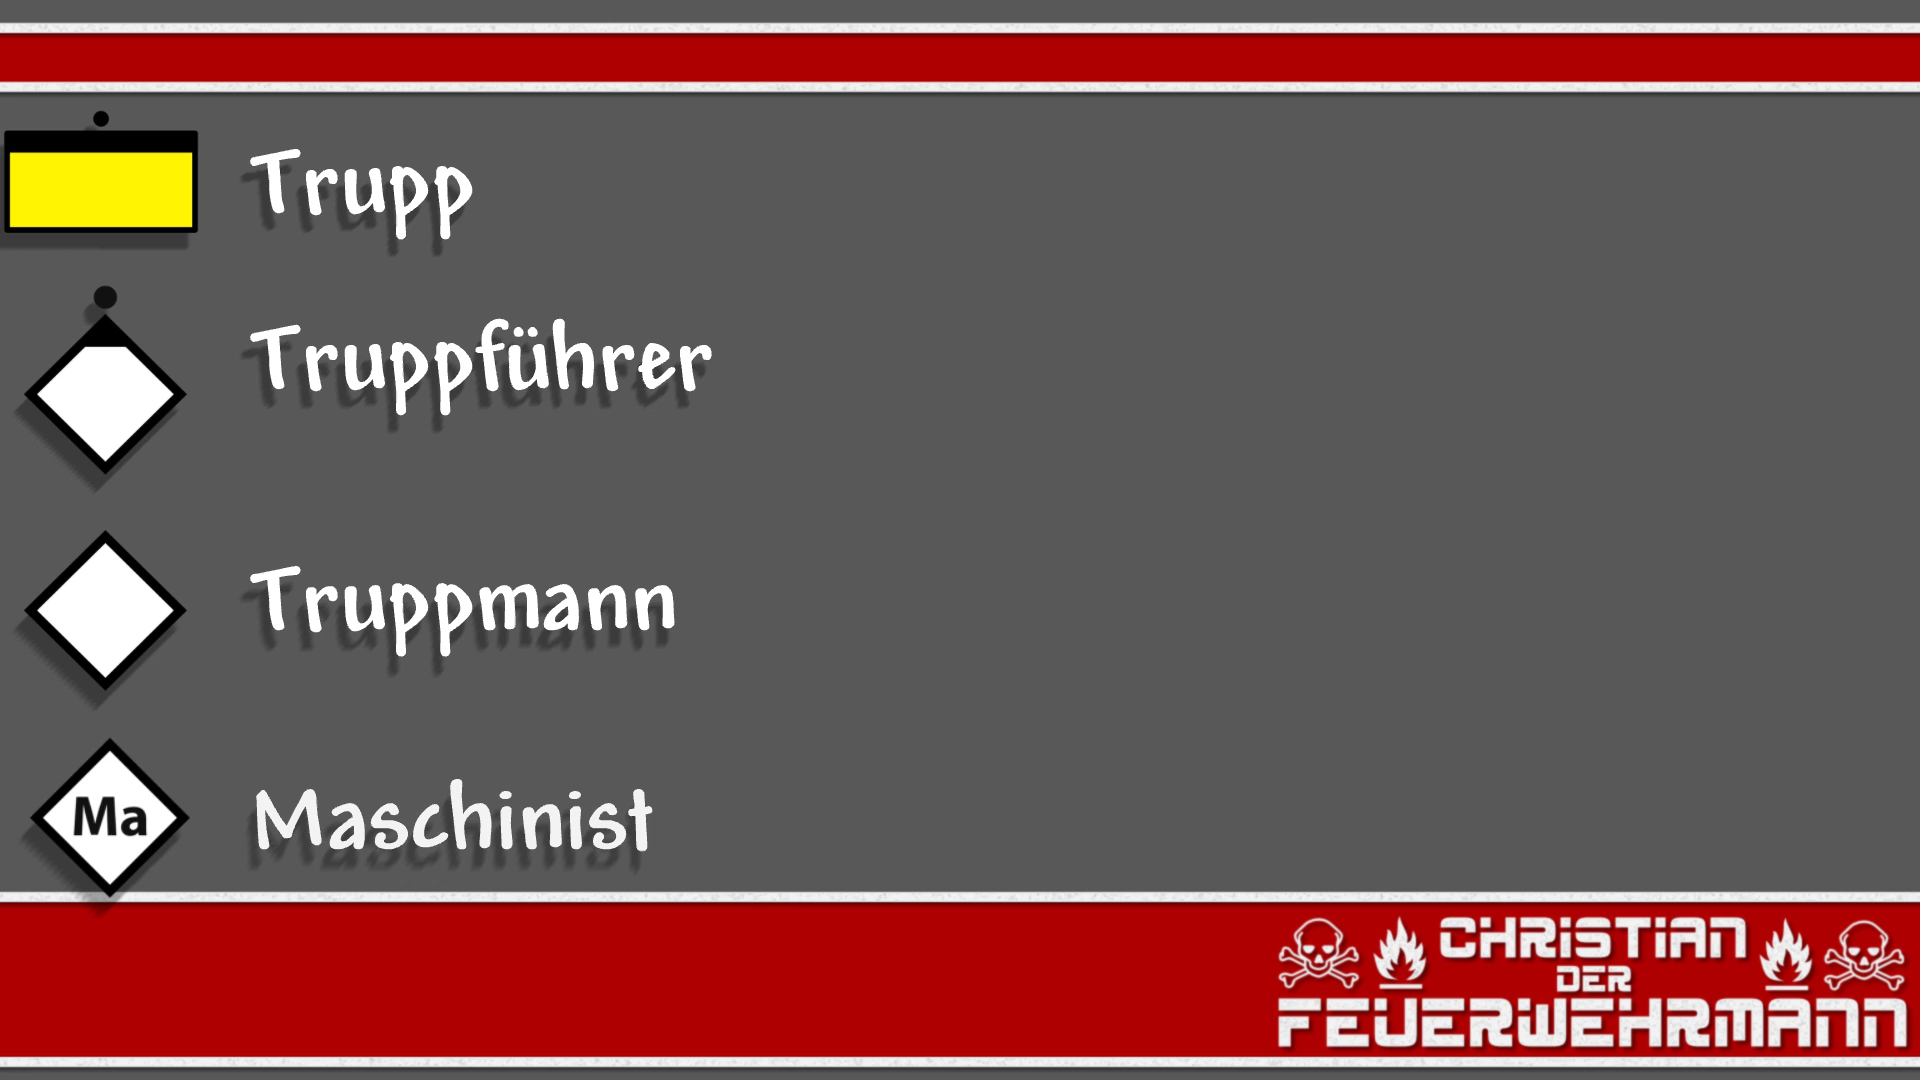 Trupp
Truppführer
Truppmann
Ma
Maschinist
CHRISTIAN
DER
FEUERWEHRMANN